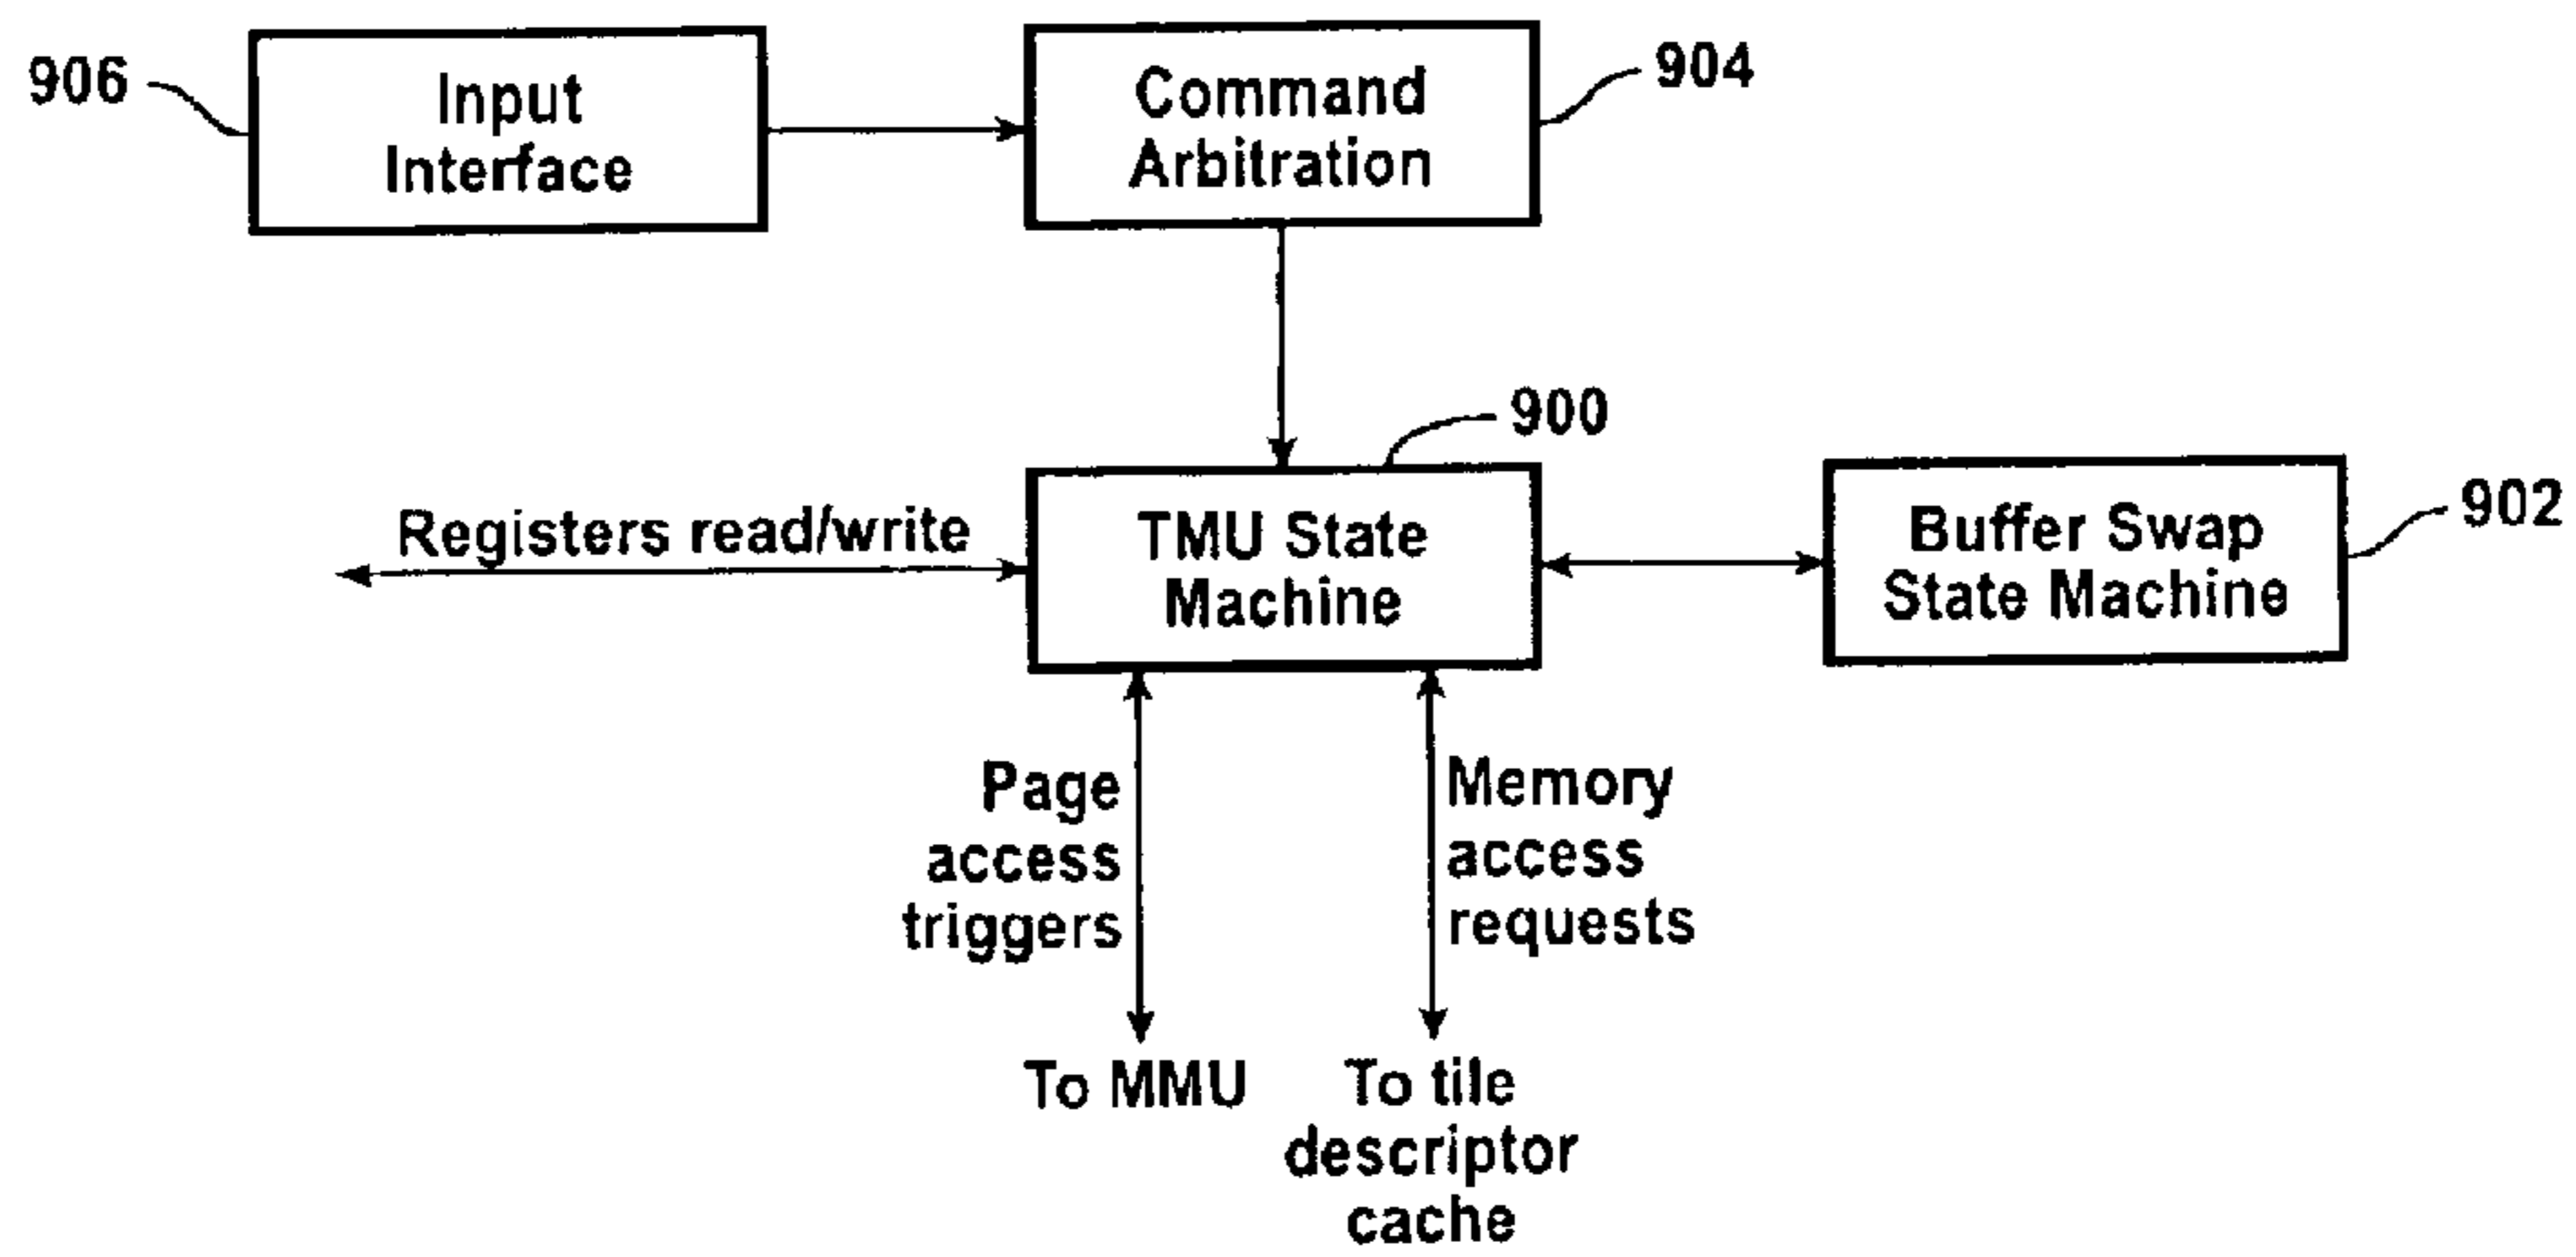 906
Input
Interface
Command
Arbitration
904
900
Registers read/write
TMU State
Machine
Buffer Swap
State Machine
902
Page
access
triggers
Memory
access
requests
To MMU
To tile
descriptor
cache